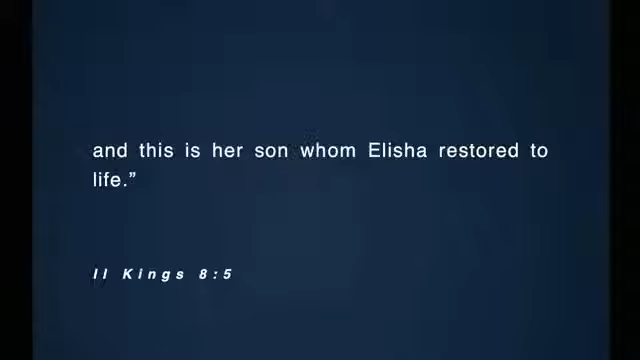 and this is her son whom Elisha restored to
life.”
II Kings 8:5